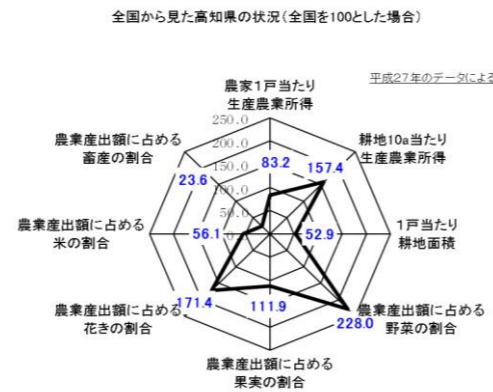 全国から見た高知県の状況(全国を100とした場合)
平成27年のデータによる
農家1戸当たり
生産農業所得
250.0
200.0
150.0
100.0
50.0
0.0
83.2
耕地10a当たり
生産農業所得
157.4
1戸当たり
耕地面積
52.9
農業産出額に占める
野菜の割合
228.0
農業産出額に占める
果実の割合
111.9
農業産出額に占める
花きの割合
171.4
農業産出額に占める
米の割合
56.1
農業産出額に占める
畜産の割合
23.6